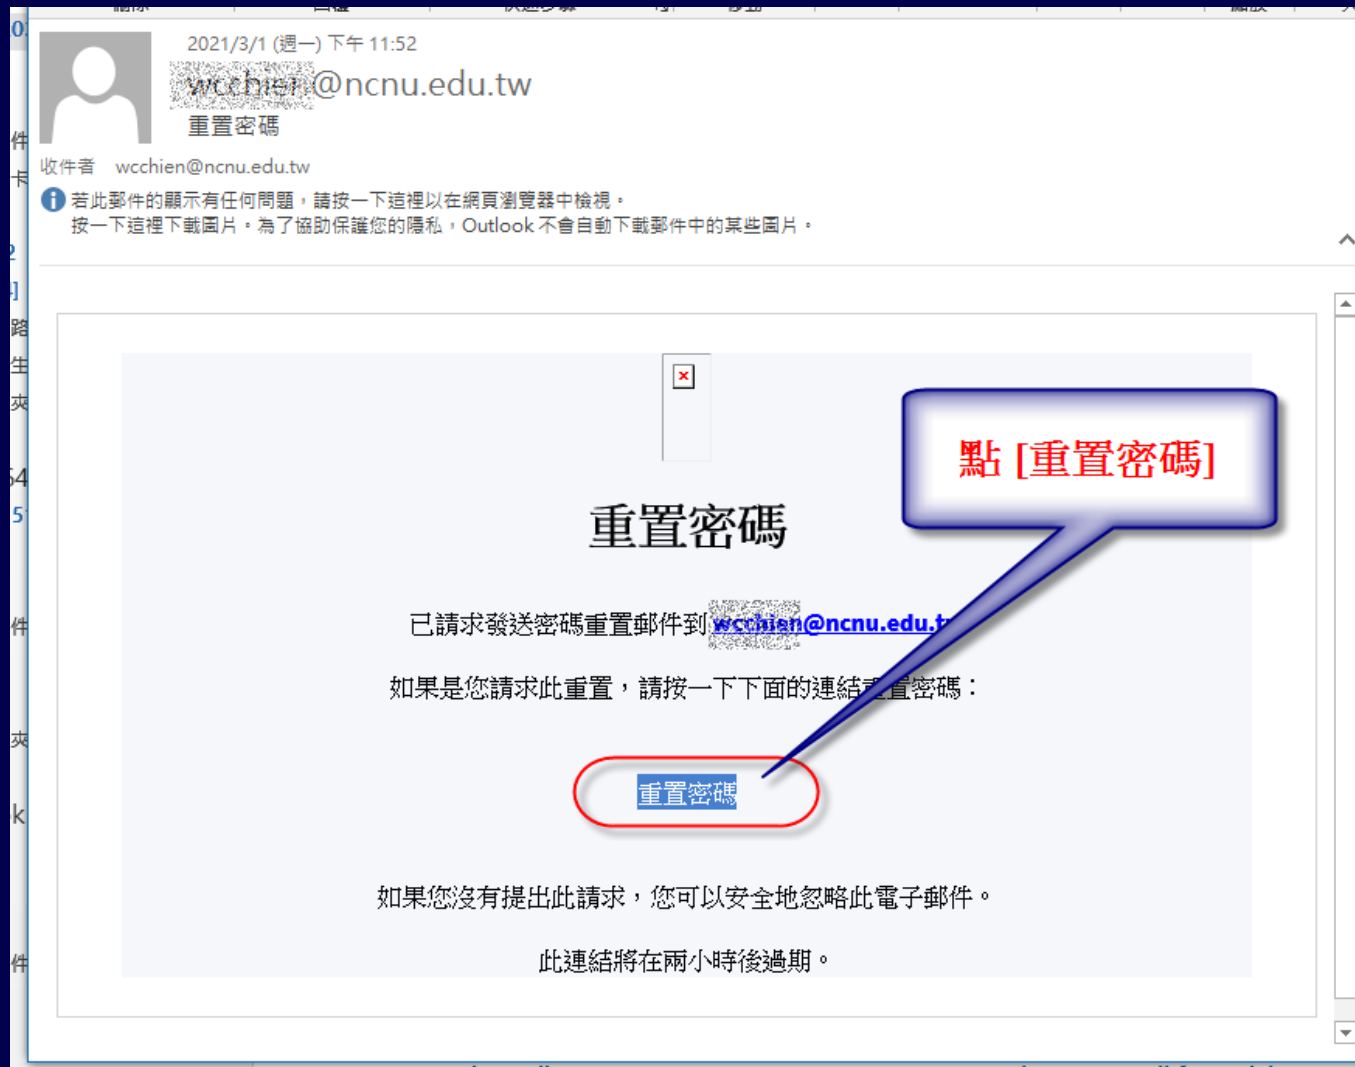 2021/3/1 (週一) 下午 11:52
wcchien@ncnu.edu.tw
重置密碼
收件者 wcchien@ncnu.edu.tw
若此郵件的顯示有任何問題，請按一下這裡以在網頁瀏覽器中檢視。
按一下這裡下載圖片。為了協助保護您的隱私，Outlook 不會自動下載郵件中的某些圖片。
點 [重置密碼]
重置密碼
已請求發送密碼重置郵件到 wcchien@ncnu.edu.t
如果是您請求此重置，請按一下下面的連結重置密碼：
重置密碼
如果您沒有提出此請求，您可以安全地忽略此電子郵件。
此連結將在兩小時後過期。